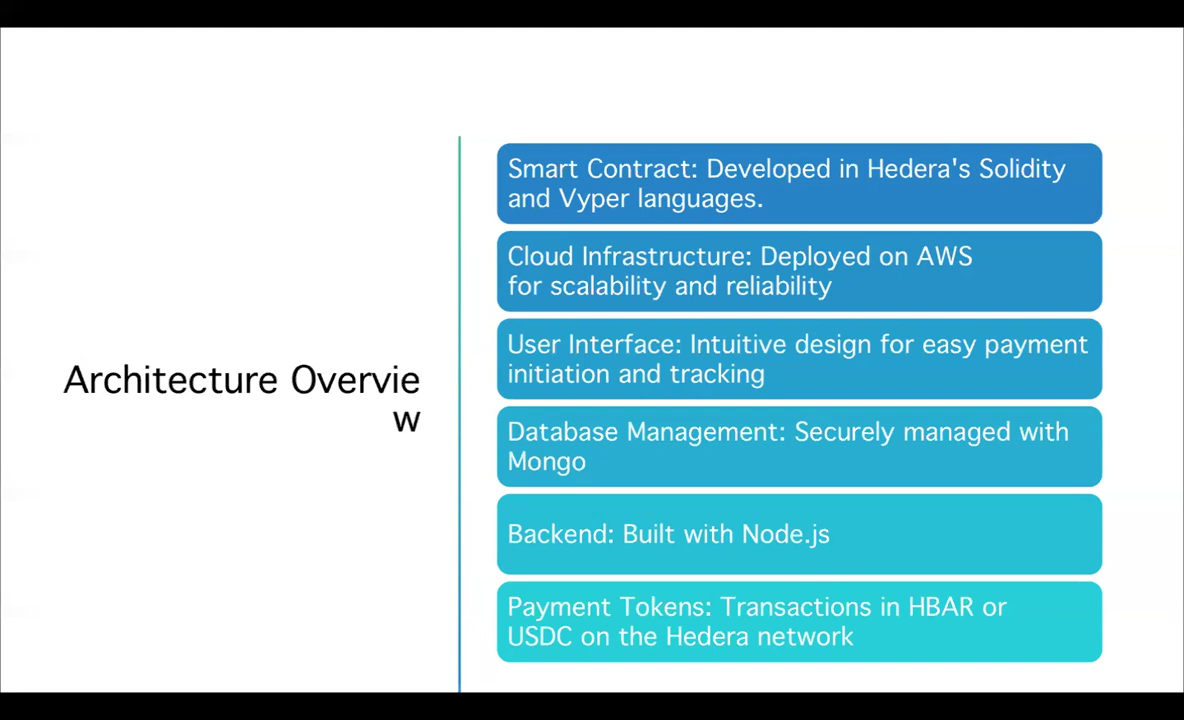 Architecture Overvie
w
Smart Contract: Developed in Hedera's Solidity
and Vyper languages.
Cloud Infrastructure: Deployed on AWS
for scalability and reliability
User Interface: Intuitive design for easy payment
initiation and tracking
Database Management: Securely managed with
Mongo
Backend: Built with Node.js
Payment Tokens: Transactions in HBAR or
USDC on the Hedera network